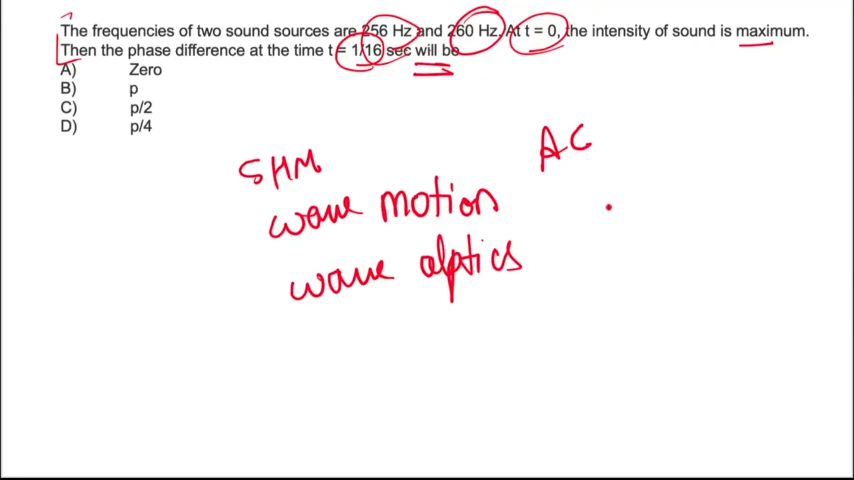 The frequencies of two sound sources are 256 Hz and 260 Hz. At t = 0, the intensity of sound is maximum.
Then the phase difference at the time t = 1/16 sec will be
A) Zero
B) p
C) p/2
D) p/4
SHM AC
wave motion
wave optics